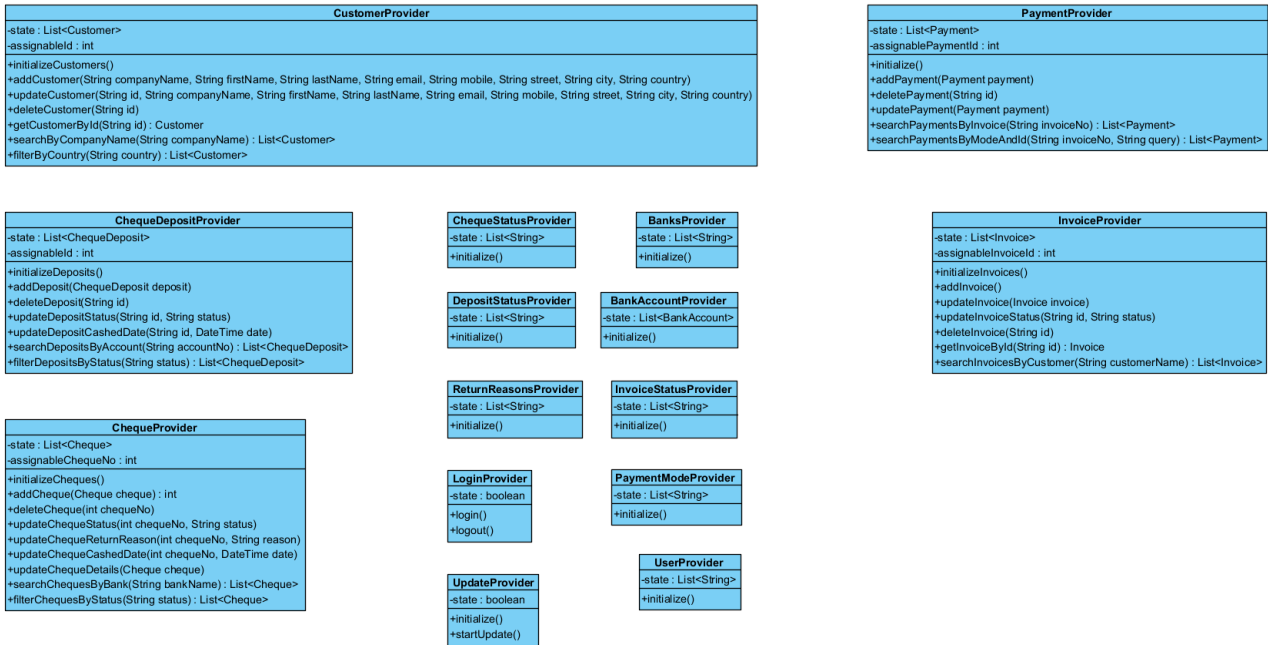 CustomerProvider
-state : List<Customer>
-assignableId : int
+initializeCustomers()
+addCustomer(String companyName, String firstName, String lastName, String email, String mobile, String street, String city, String country)
+updateCustomer(String id, String companyName, String firstName, String lastName, String email, String mobile, String street, String city, String country)
+deleteCustomer(String id)
+getCustomerById(String id) : Customer
+searchByCompanyName(String companyName) : List<Customer>
+filterByCountry(String country) : List<Customer>
PaymentProvider
-state : List<Payment>
-assignablePaymentId : int
+initialize()
+addPayment(Payment payment)
+deletePayment(String id)
+updatePayment(Payment payment)
+searchPaymentsByInvoice(String invoiceNo) : List<Payment>
+searchPaymentsByModeAndId(String invoiceNo, String query) : List<Payment>
ChequeDepositProvider
-state : List<ChequeDeposit>
-assignableId : int
+initializeDeposits()
+addDeposit(ChequeDeposit deposit)
+deleteDeposit(String id)
+updateDepositStatus(String id, String status)
+updateDepositCashedDate(String id, DateTime date)
+searchDepositsByAccount(String accountNo) : List<ChequeDeposit>
+filterDepositsByStatus(String status) : List<ChequeDeposit>
ChequeStatusProvider
-state : List<String>
+initialize()
BanksProvider
-state : List<String>
+initialize()
InvoiceProvider
-state : List<Invoice>
-assignableInvoiceId : int
+initializeInvoices()
+addInvoice()
+updateInvoice(Invoice invoice)
+updateInvoiceStatus(String id, String status)
+deleteInvoice(String id)
+getInvoiceById(String id) : Invoice
+searchInvoicesByCustomer(String customerName) : List<Invoice>
DepositStatusProvider
-state : List<String>
+initialize()
BankAccountProvider
-state : List<BankAccount>
+initialize()
ReturnReasonsProvider
-state : List<String>
+initialize()
InvoiceStatusProvider
-state : List<String>
+initialize()
ChequeProvider
-state : List<Cheque>
-assignableChequeNo : int
+initializeCheques()
+addCheque(Cheque cheque) : int
+deleteCheque(int chequeNo)
+updateChequeStatus(int chequeNo, String status)
+updateChequeReturnReason(int chequeNo, String reason)
+updateChequeCashedDate(int chequeNo, DateTime date)
+updateChequeDetails(Cheque cheque)
+searchChequesByBank(String bankName) : List<Cheque>
+filterChequesByStatus(String status) : List<Cheque>
LoginProvider
-state : boolean
+login()
+logout()
PaymentModeProvider
-state : List<String>
+initialize()
UserProvider
-state : List<String>
+initialize()
UpdateProvider
-state : boolean
+initialize()
+startUpdate()